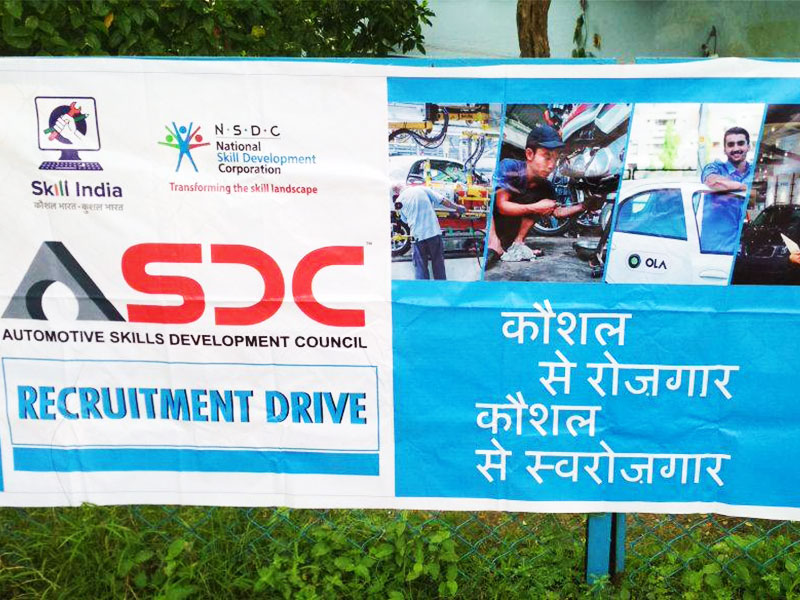 Skill India
कौशल भारत - कुशल भारत
N·S·D·C
National
Skill Development
Corporation
Transforming the skill landscape
ASDC™
AUTOMOTIVE SKILLS DEVELOPMENT COUNCIL
RECRUITMENT DRIVE
OLA
कौशल
से रोज़गार
कौशल
से स्वरोज़गार